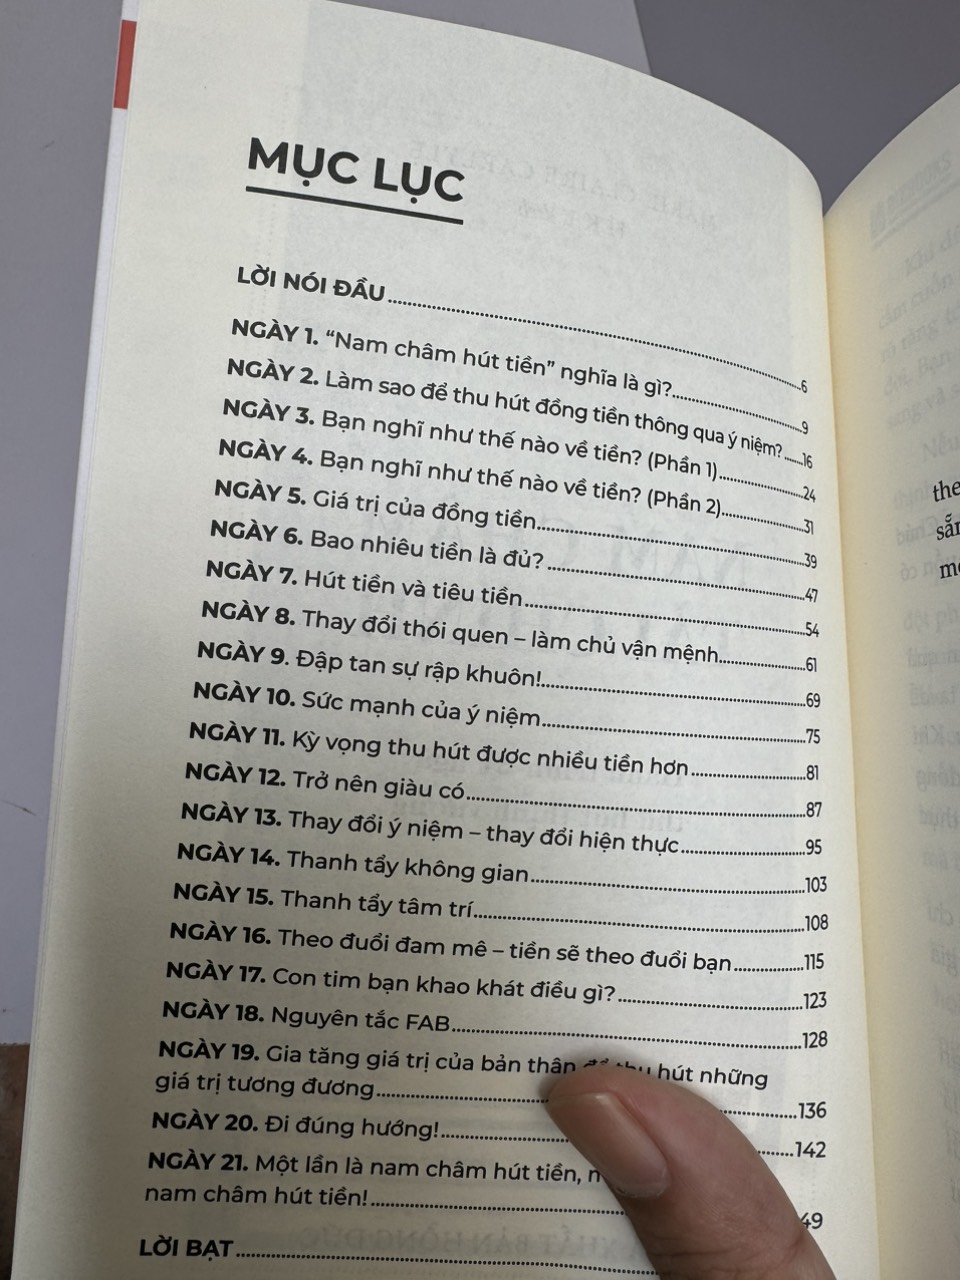 MỤC LỤC
LỜI NÓI ĐẦU........................6
NGÀY 1. “Nam châm hút tiền” nghĩa là gì?........................9
NGÀY 2. Làm sao để thu hút đồng tiền thông qua ý niệm?......16
NGÀY 3. Bạn nghĩ như thế nào về tiền? (Phần 1)........................24
NGÀY 4. Bạn nghĩ như thế nào về tiền? (Phần 2)........................31
NGÀY 5. Giá trị của đồng tiền........................39
NGÀY 6. Bao nhiêu tiền là đủ?........................47
NGÀY 7. Hút tiền và tiêu tiền........................54
NGÀY 8. Thay đổi thói quen – làm chủ vận mệnh........................61
NGÀY 9. Đập tan sự rập khuôn!........................69
NGÀY 10. Sức mạnh của ý niệm........................75
NGÀY 11. Kỳ vọng thu hút được nhiều tiền hơn........................81
NGÀY 12. Trở nên giàu có........................87
NGÀY 13. Thay đổi ý niệm – thay đổi hiện thực........................95
NGÀY 14. Thanh tẩy không gian........................103
NGÀY 15. Thanh tẩy tâm trí........................108
NGÀY 16. Theo đuổi đam mê – tiền sẽ theo đuổi bạn........................115
NGÀY 17. Con tim bạn khao khát điều gì?........................123
NGÀY 18. Nguyên tắc FAB........................128
NGÀY 19. Gia tăng giá trị của bản thân để thu hút những
giá trị tương đương........................136
NGÀY 20. Đi đúng hướng!........................142
NGÀY 21. Một lần là nam châm hút tiền,
nam châm hút tiền!........................49
LỜI BẠT........................
the